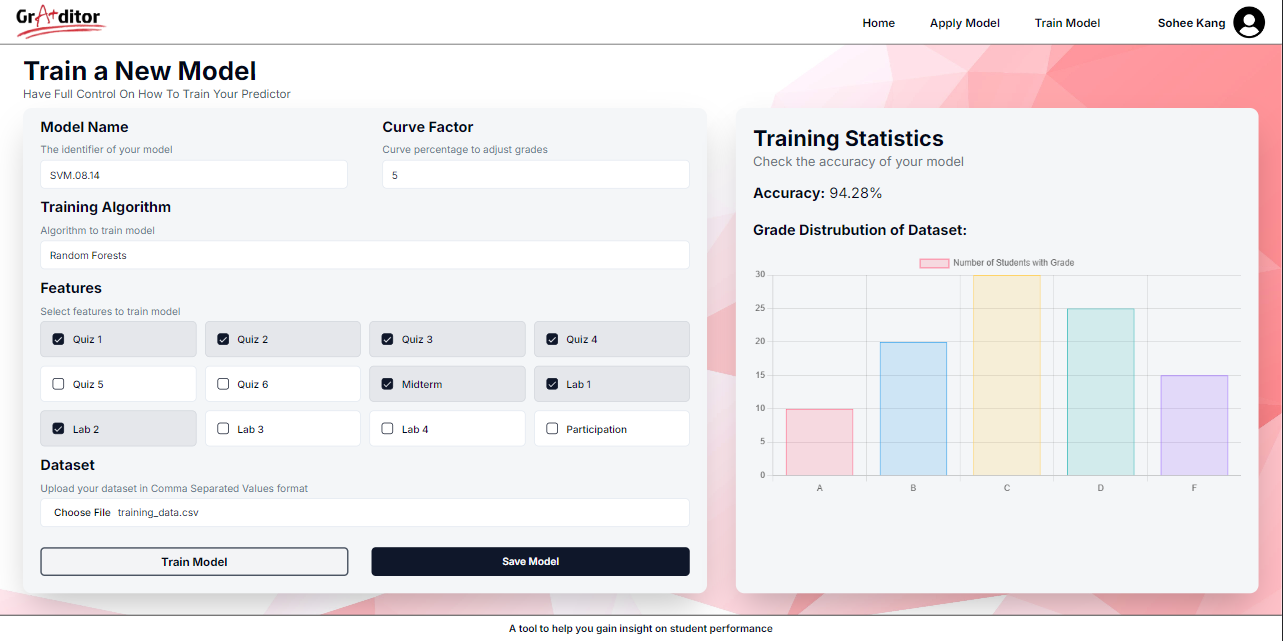 GrA+ditor
Home Apply Model Train Model Sohee Kang
Train a New Model
Have Full Control On How To Train Your Predictor
Model Name
The identifier of your model
SVM.08.14
Curve Factor
Curve percentage to adjust grades
5
Training Algorithm
Algorithm to train model
Random Forests
Features
Select features to train model
Quiz 1 Quiz 2 Quiz 3 Quiz 4
Quiz 5 Quiz 6 Midterm Lab 1
Lab 2 Lab 3 Lab 4 Participation
Dataset
Upload your dataset in Comma Separated Values format
Choose File training_data.csv
Train Model Save Model
Training Statistics
Check the accuracy of your model
Accuracy: 94.28%
Grade Distrubution of Dataset:
Number of Students with Grade
30
25
20
15
10
5
0
A B C D F
A tool to help you gain insight on student performance